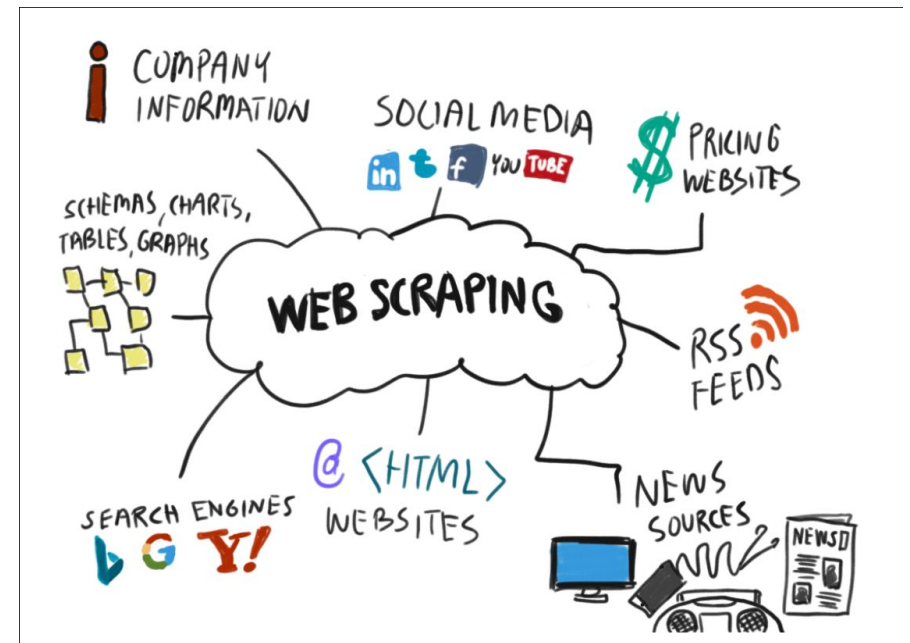 COMPANY
INFORMATION
SOCIAL MEDIA
in t f YOU TUBE
$ PRICING
WEBSITES
SCHEMAS, CHARTS,
TABLES, GRAPHS
WEB SCRAPING
RSS
FEEDS
@ <HTML>
WEBSITES
SEARCH ENGINES
b G Y!
NEWS
SOURCES
NEWS